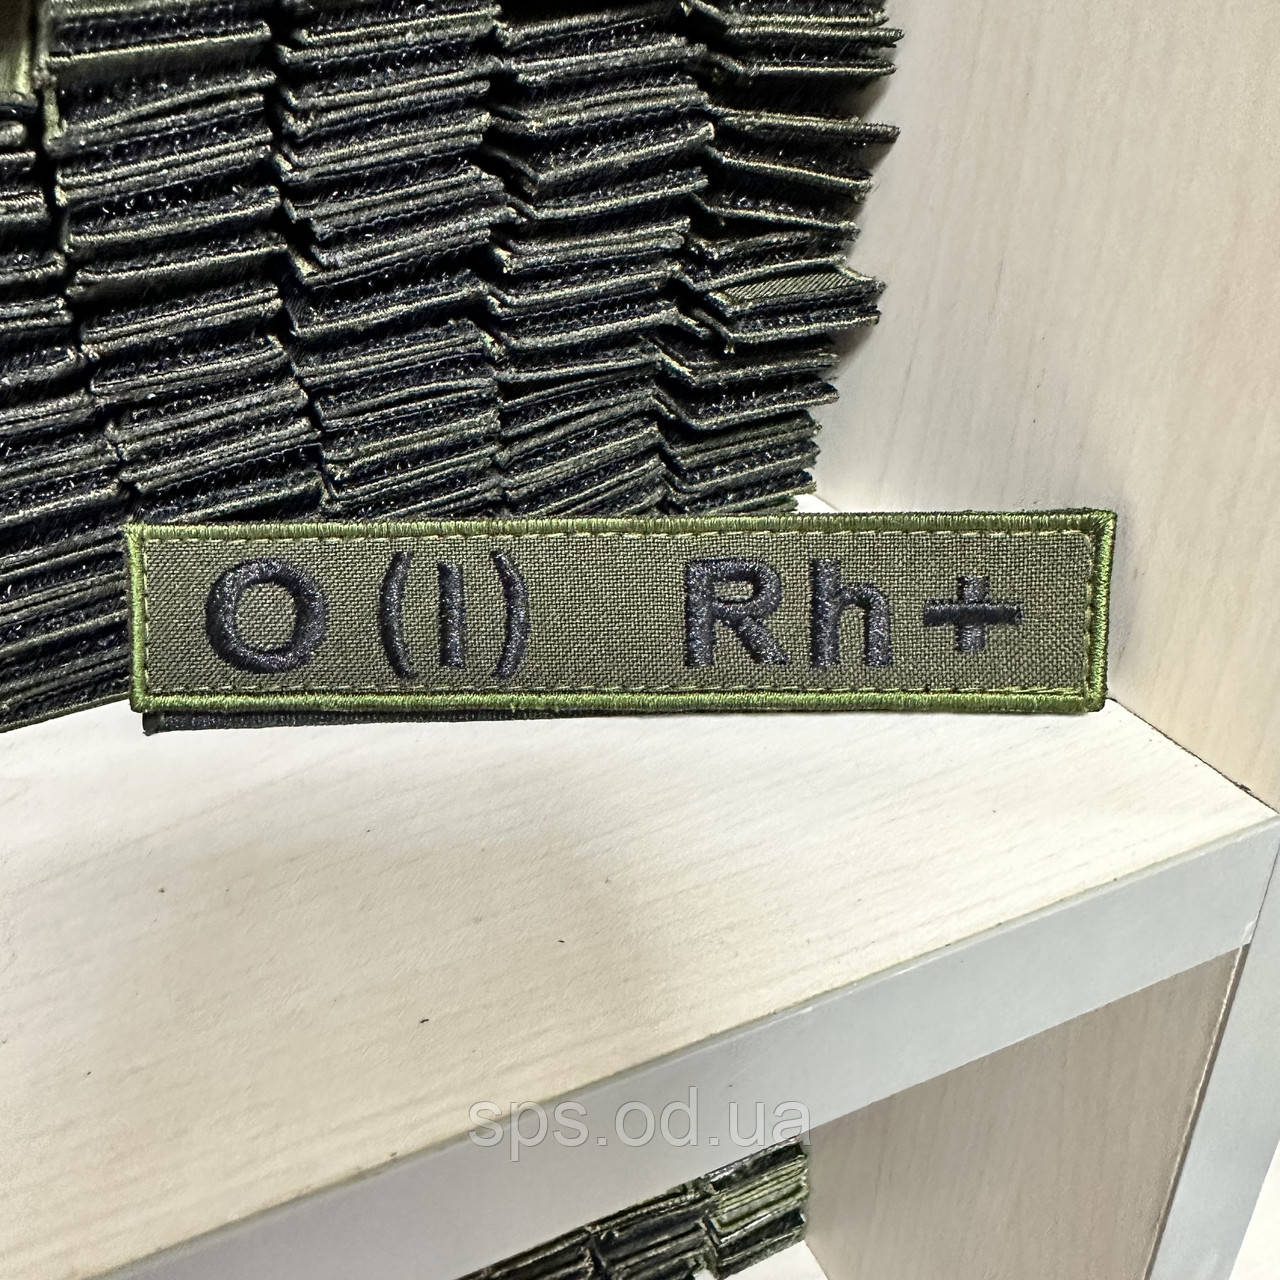 O (I) Rh +
sps.od.ua